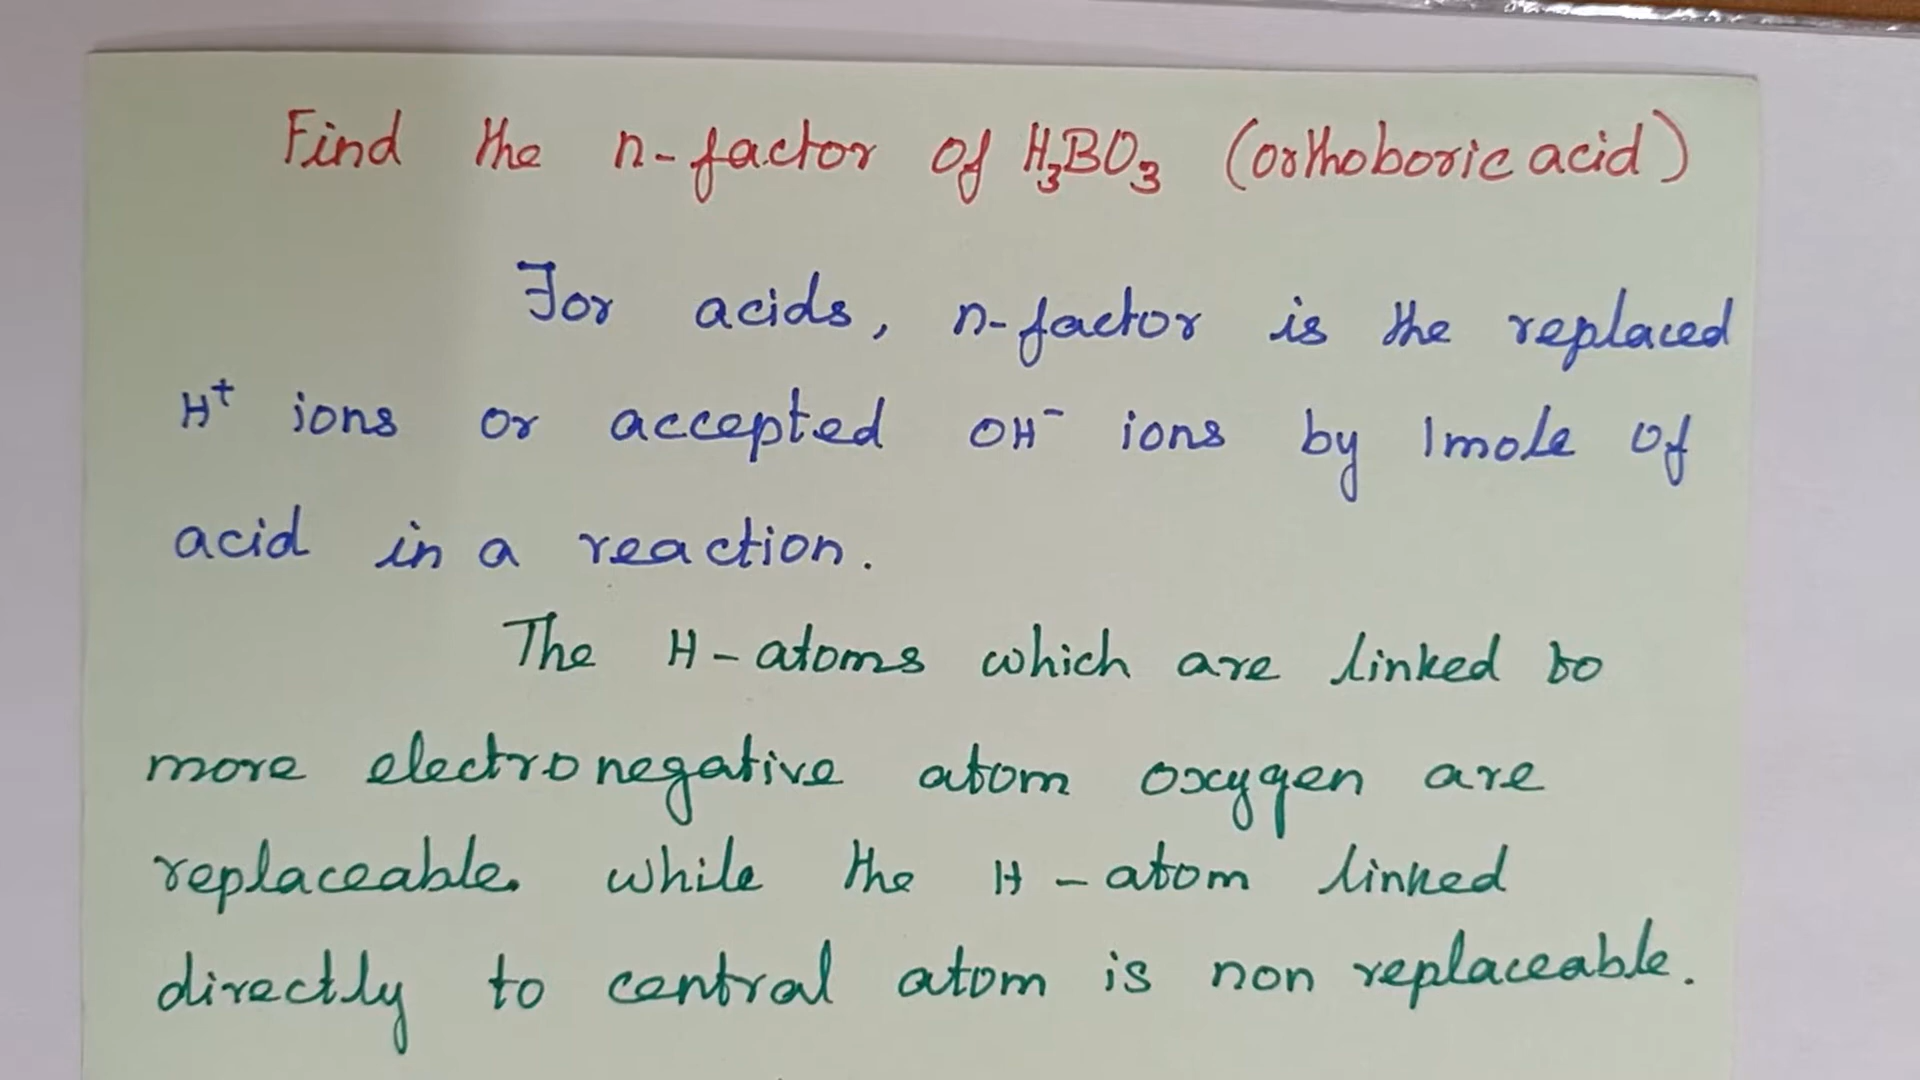 Find the n-factor of H₃BO₃ (orthoboric acid)
For acids, n-factor is the replaced
H⁺ ions or accepted OH⁻ ions by 1mole of
acid in a reaction.
The H-atoms which are linked to
more electronegative atom oxygen are
replaceable while the H-atom linked
directly to central atom is non replaceable.